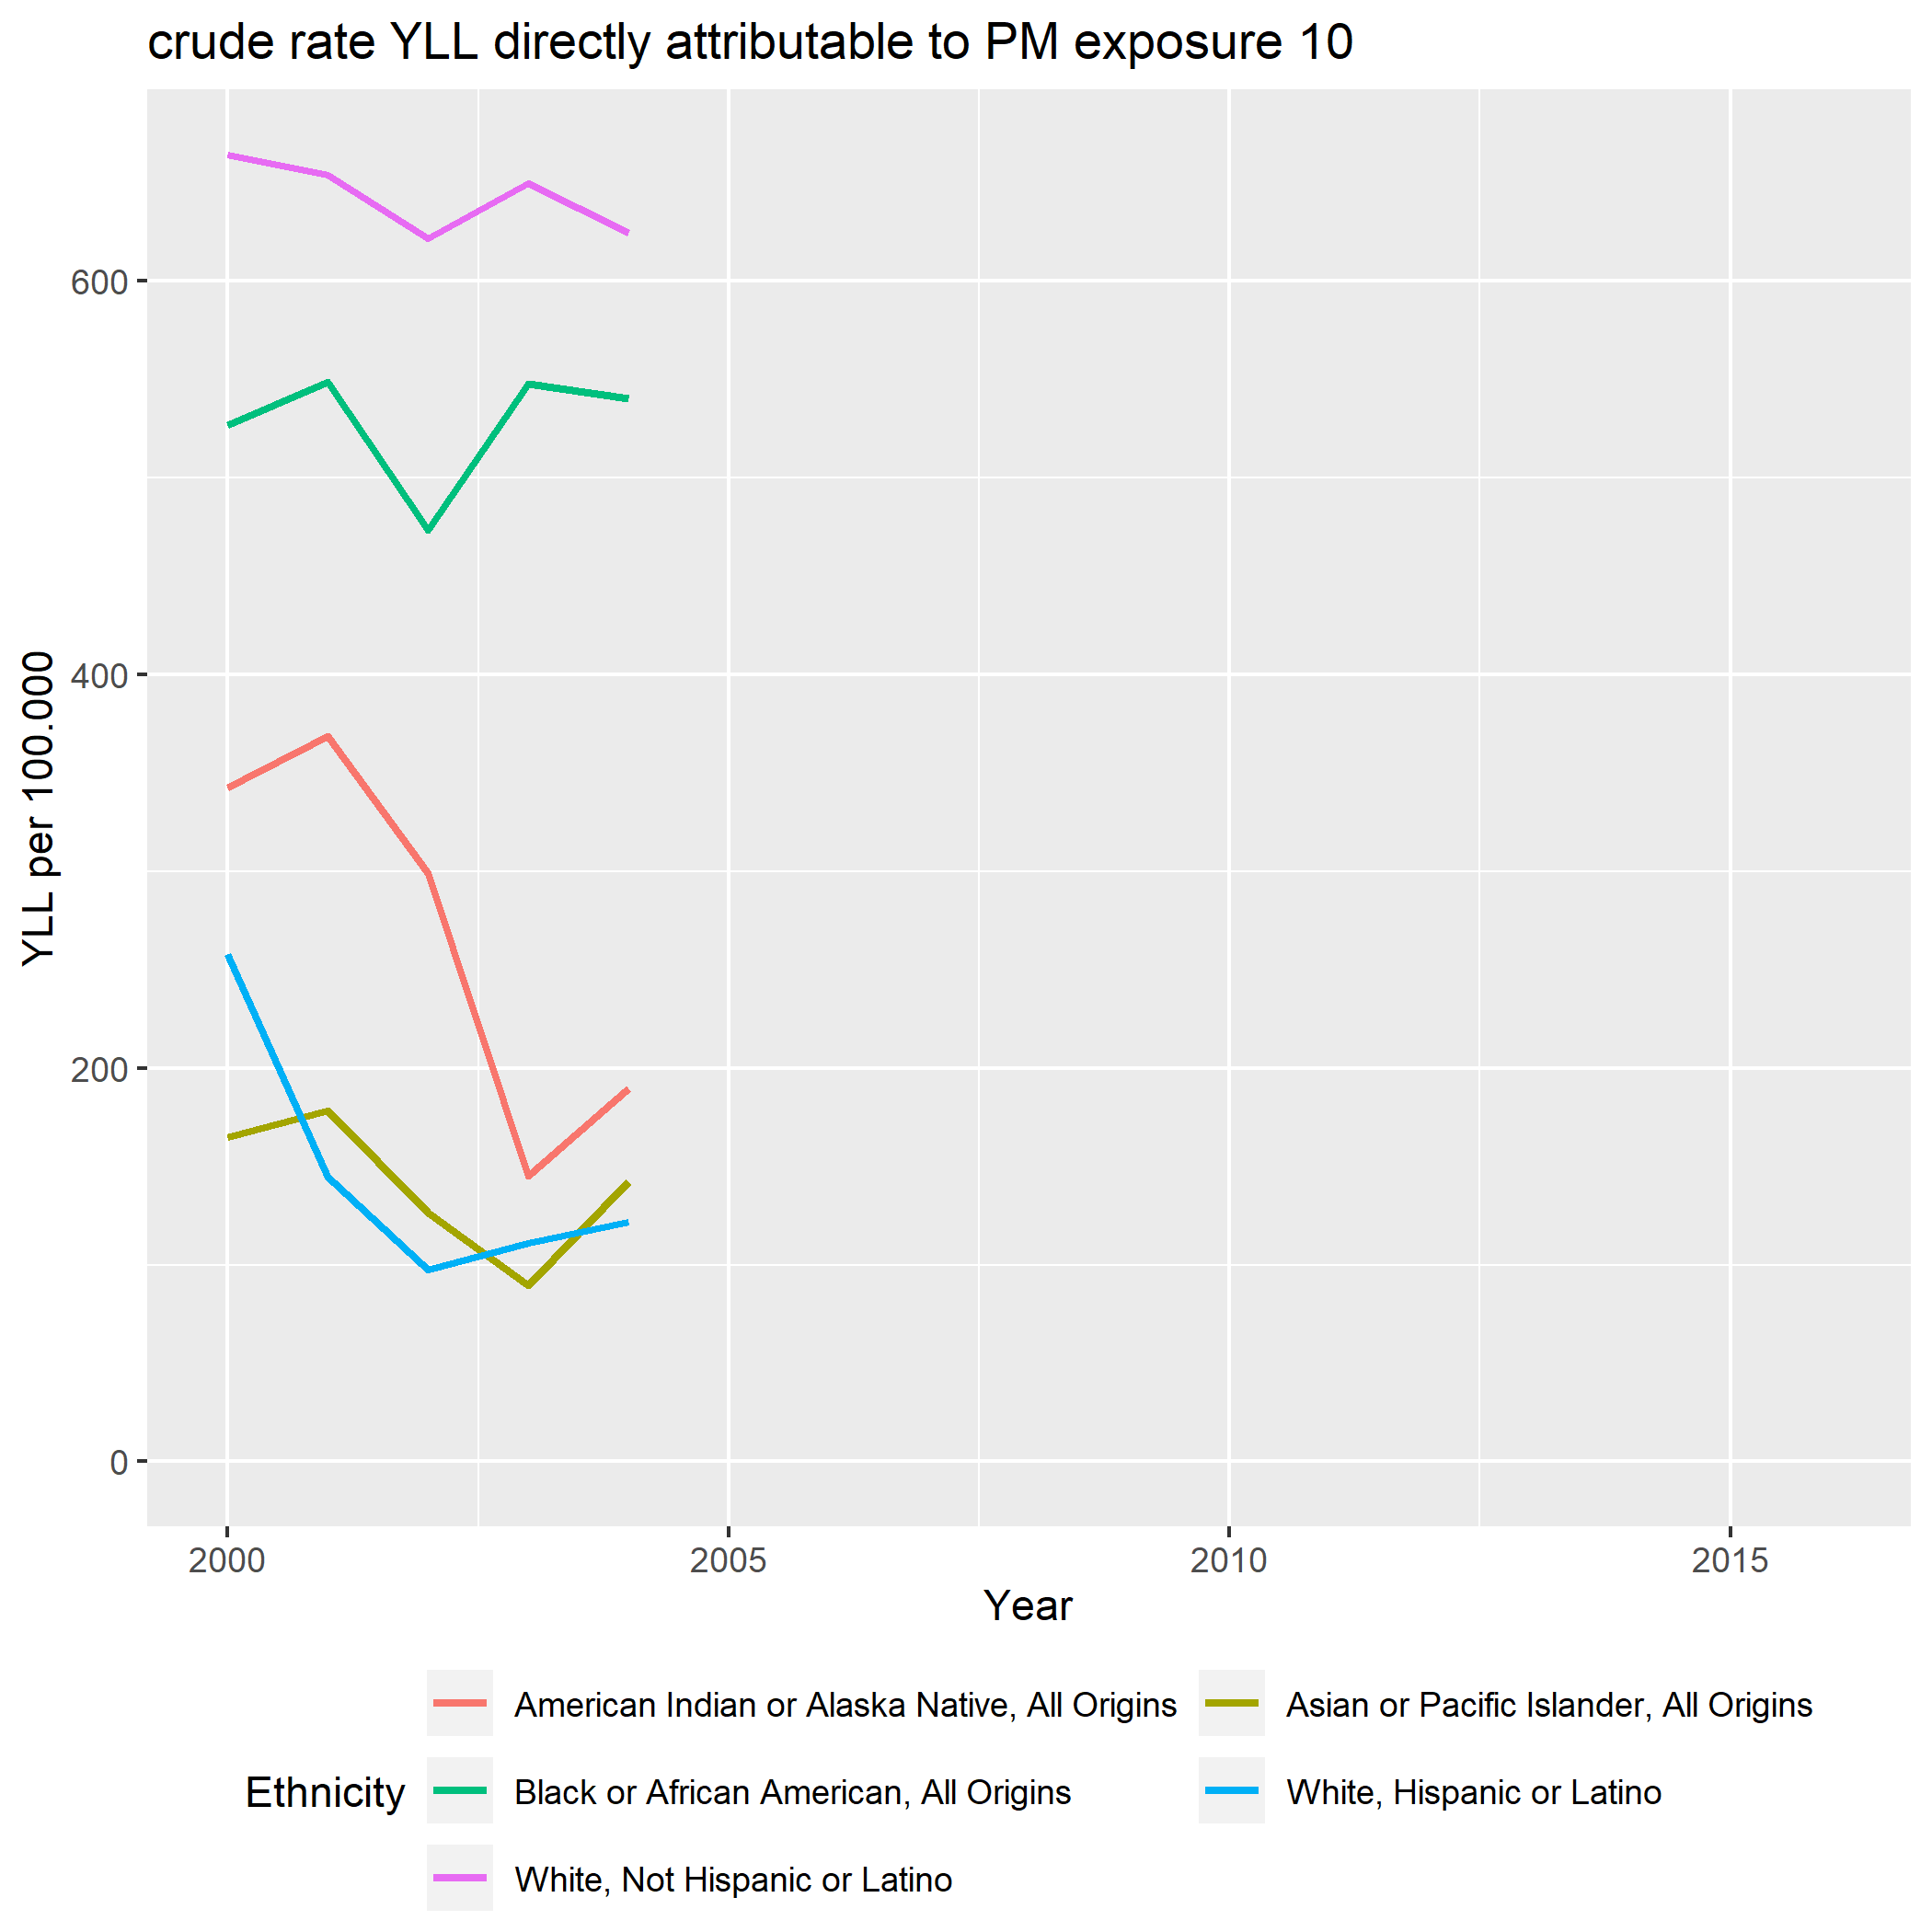 crude rate YLL directly attributable to PM exposure 10
YLL per 100.000
600
400
200
0
2000
2005
2010
2015
Year
Ethnicity
American Indian or Alaska Native, All Origins
Asian or Pacific Islander, All Origins
Black or African American, All Origins
White, Hispanic or Latino
White, Not Hispanic or Latino